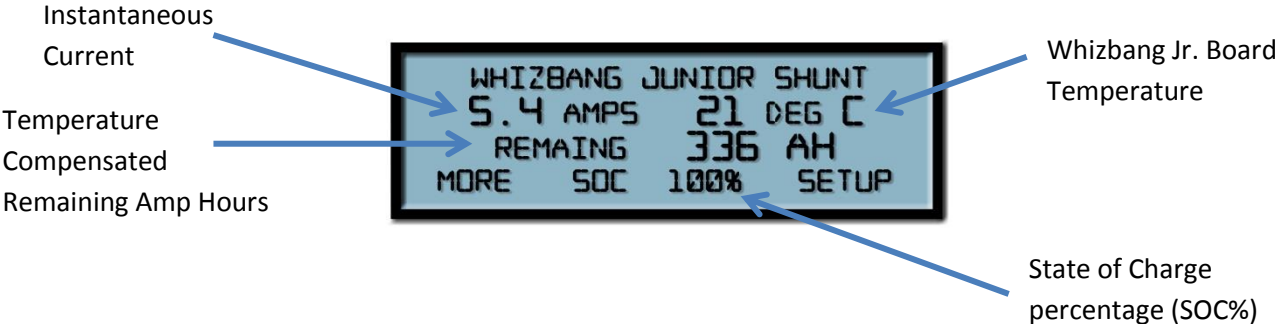 Instantaneous
Current
WHIZBANG JUNIOR SHUNT
5.4 AMPS 21 DEG C
REMAING 336 AH
MORE SOC 100% SETUP
Whizbang Jr. Board
Temperature
Temperature
Compensated
Remaining Amp Hours
State of Charge
percentage (SOC%)